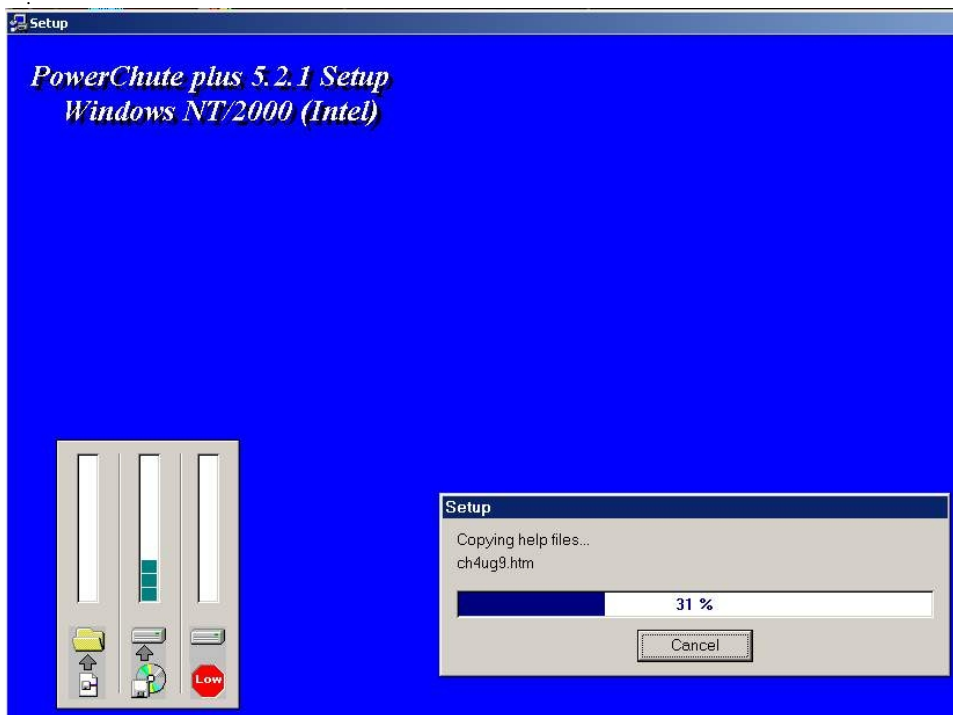 Setup
PowerChute plus 5.2.1 Setup
Windows NT/2000 (Intel)
Setup
Copying help files...
ch4ug9.htm
31 %
Cancel
Low